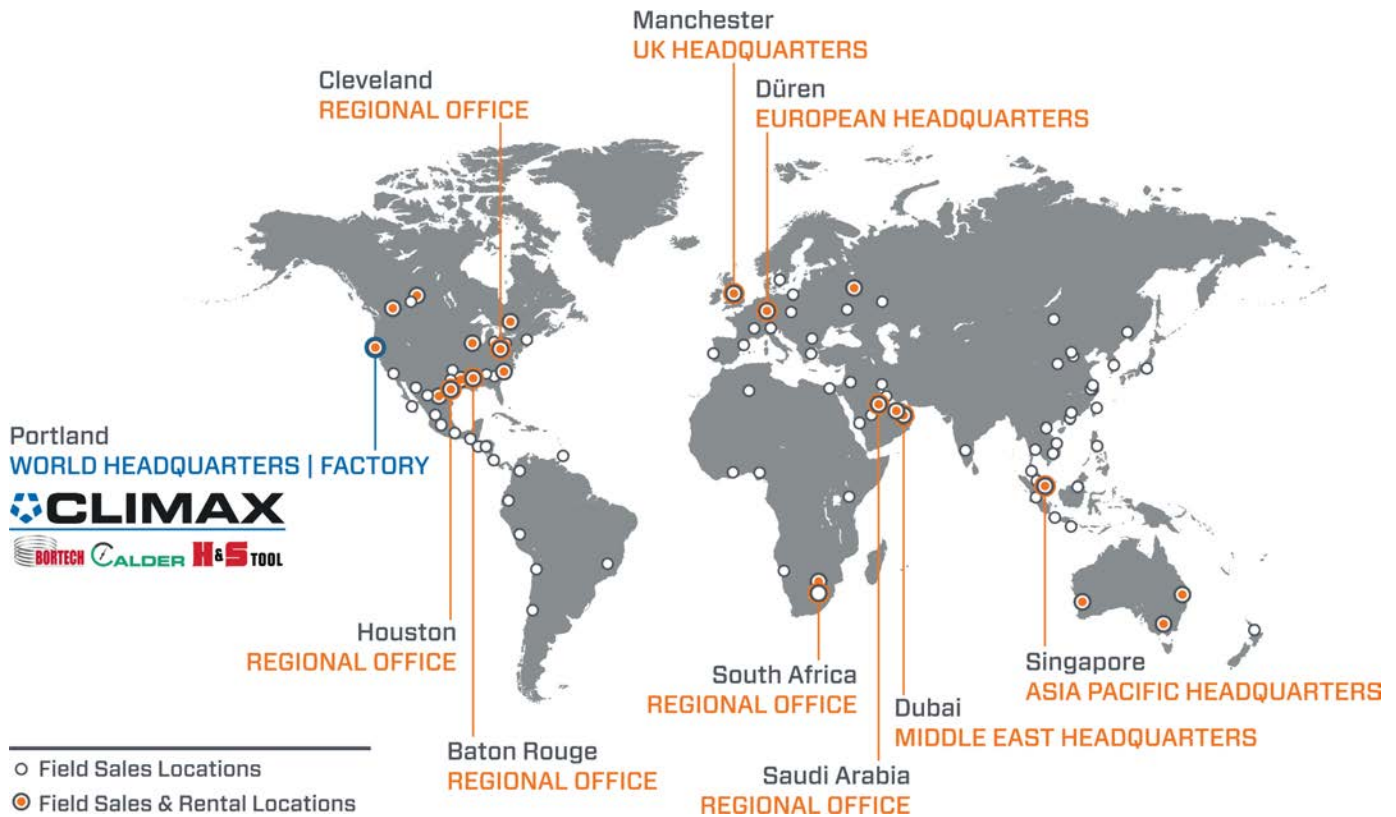 Manchester
UK HEADQUARTERS
Cleveland
REGIONAL OFFICE
Düren
EUROPEAN HEADQUARTERS
Portland
WORLD HEADQUARTERS | FACTORY
CLIMAX
BORTECH CALDER H&S TOOL
Houston
REGIONAL OFFICE
South Africa
REGIONAL OFFICE
Singapore
ASIA PACIFIC HEADQUARTERS
Dubai
MIDDLE EAST HEADQUARTERS
Baton Rouge
REGIONAL OFFICE
Saudi Arabia
REGIONAL OFFICE
Field Sales Locations
Field Sales & Rental Locations